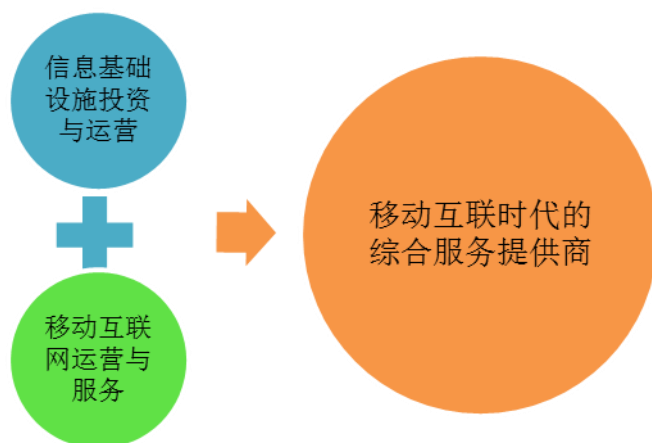 信息基础
设施投资
与运营
移动互联
网运营与
服务
移动互联时代的
综合服务提供商